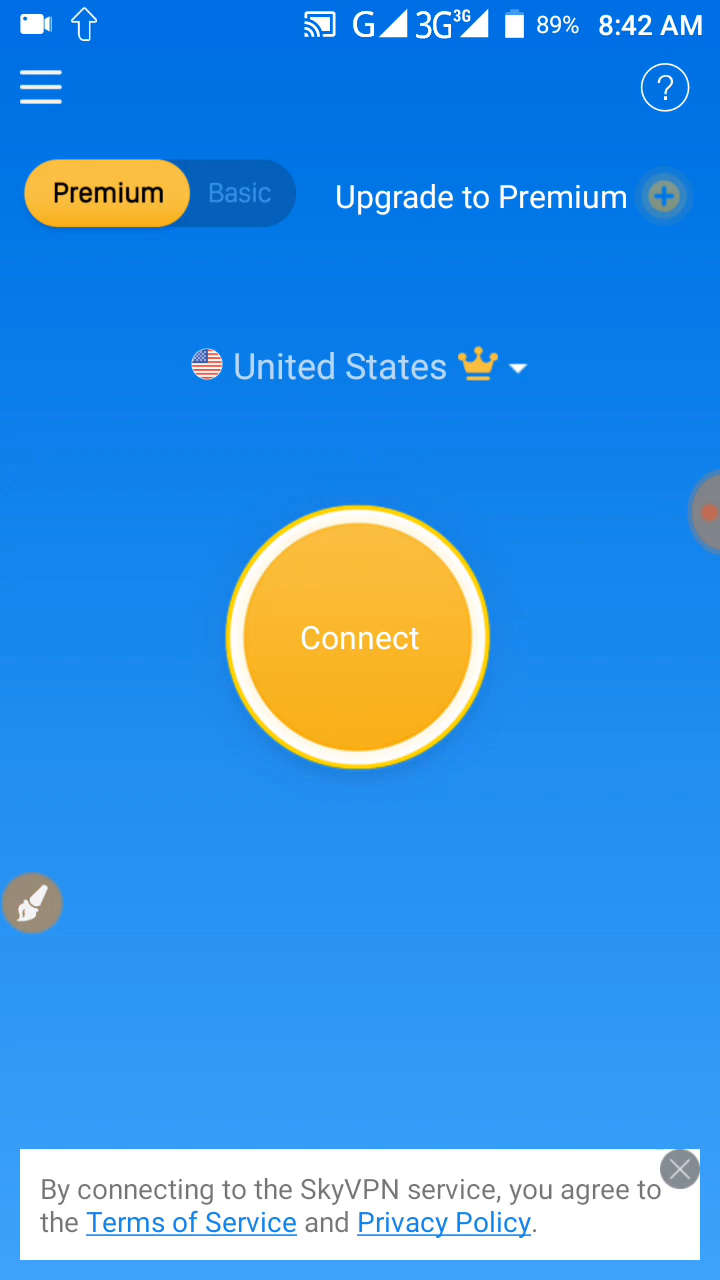 G 3G 3G 89% 8:42 AM
?
Premium Basic Upgrade to Premium
United States
Connect
By connecting to the SkyVPN service, you agree to
the Terms of Service and Privacy Policy.